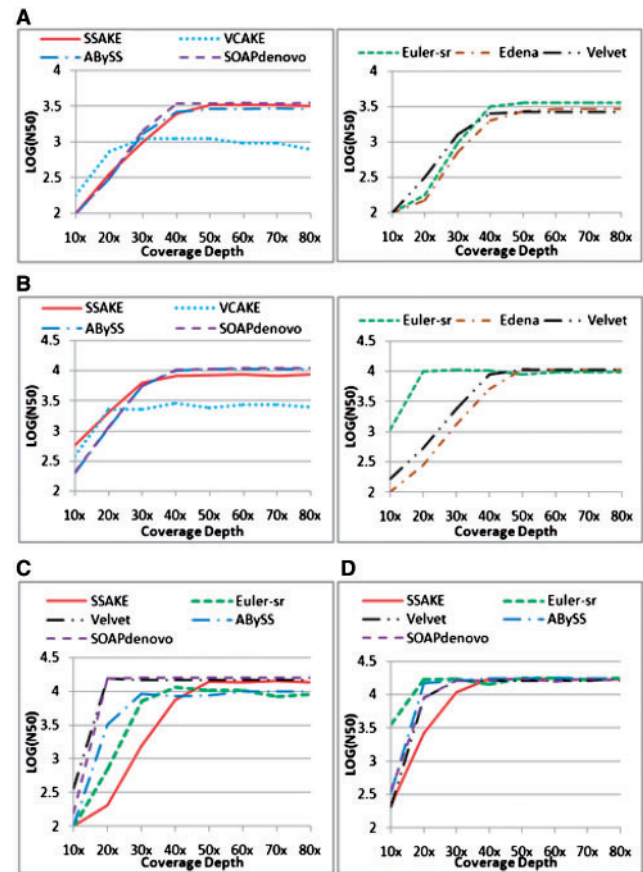 A
SSAKE VCAKE
ABySS SOAPdenovo
LOG(N50)
4
3.5
3
2.5
2
10x 20x 30x 40x 50x 60x 70x 80x
Coverage Depth
Euler-sr Edena Velvet
LOG(N50)
4
3.5
3
2.5
2
10x 20x 30x 40x 50x 60x 70x 80x
Coverage Depth
B
SSAKE VCAKE
ABySS SOAPdenovo
LOG(N50)
4.5
4
3.5
3
2.5
2
10x 20x 30x 40x 50x 60x 70x 80x
Coverage Depth
Euler-sr Edena Velvet
LOG(N50)
4.5
4
3.5
3
2.5
2
10x 20x 30x 40x 50x 60x 70x 80x
Coverage Depth
C
SSAKE Euler-sr
Velvet ABySS
SOAPdenovo
LOG(N50)
4.5
4
3.5
3
2.5
2
10x 20x 30x 40x 50x 60x 70x 80x
Coverage Depth
D
SSAKE Euler-sr
Velvet ABySS
SOAPdenovo
LOG(N50)
4.5
4
3.5
3
2.5
2
10x 20x 30x 40x 50x 60x 70x 80x
Coverage Depth